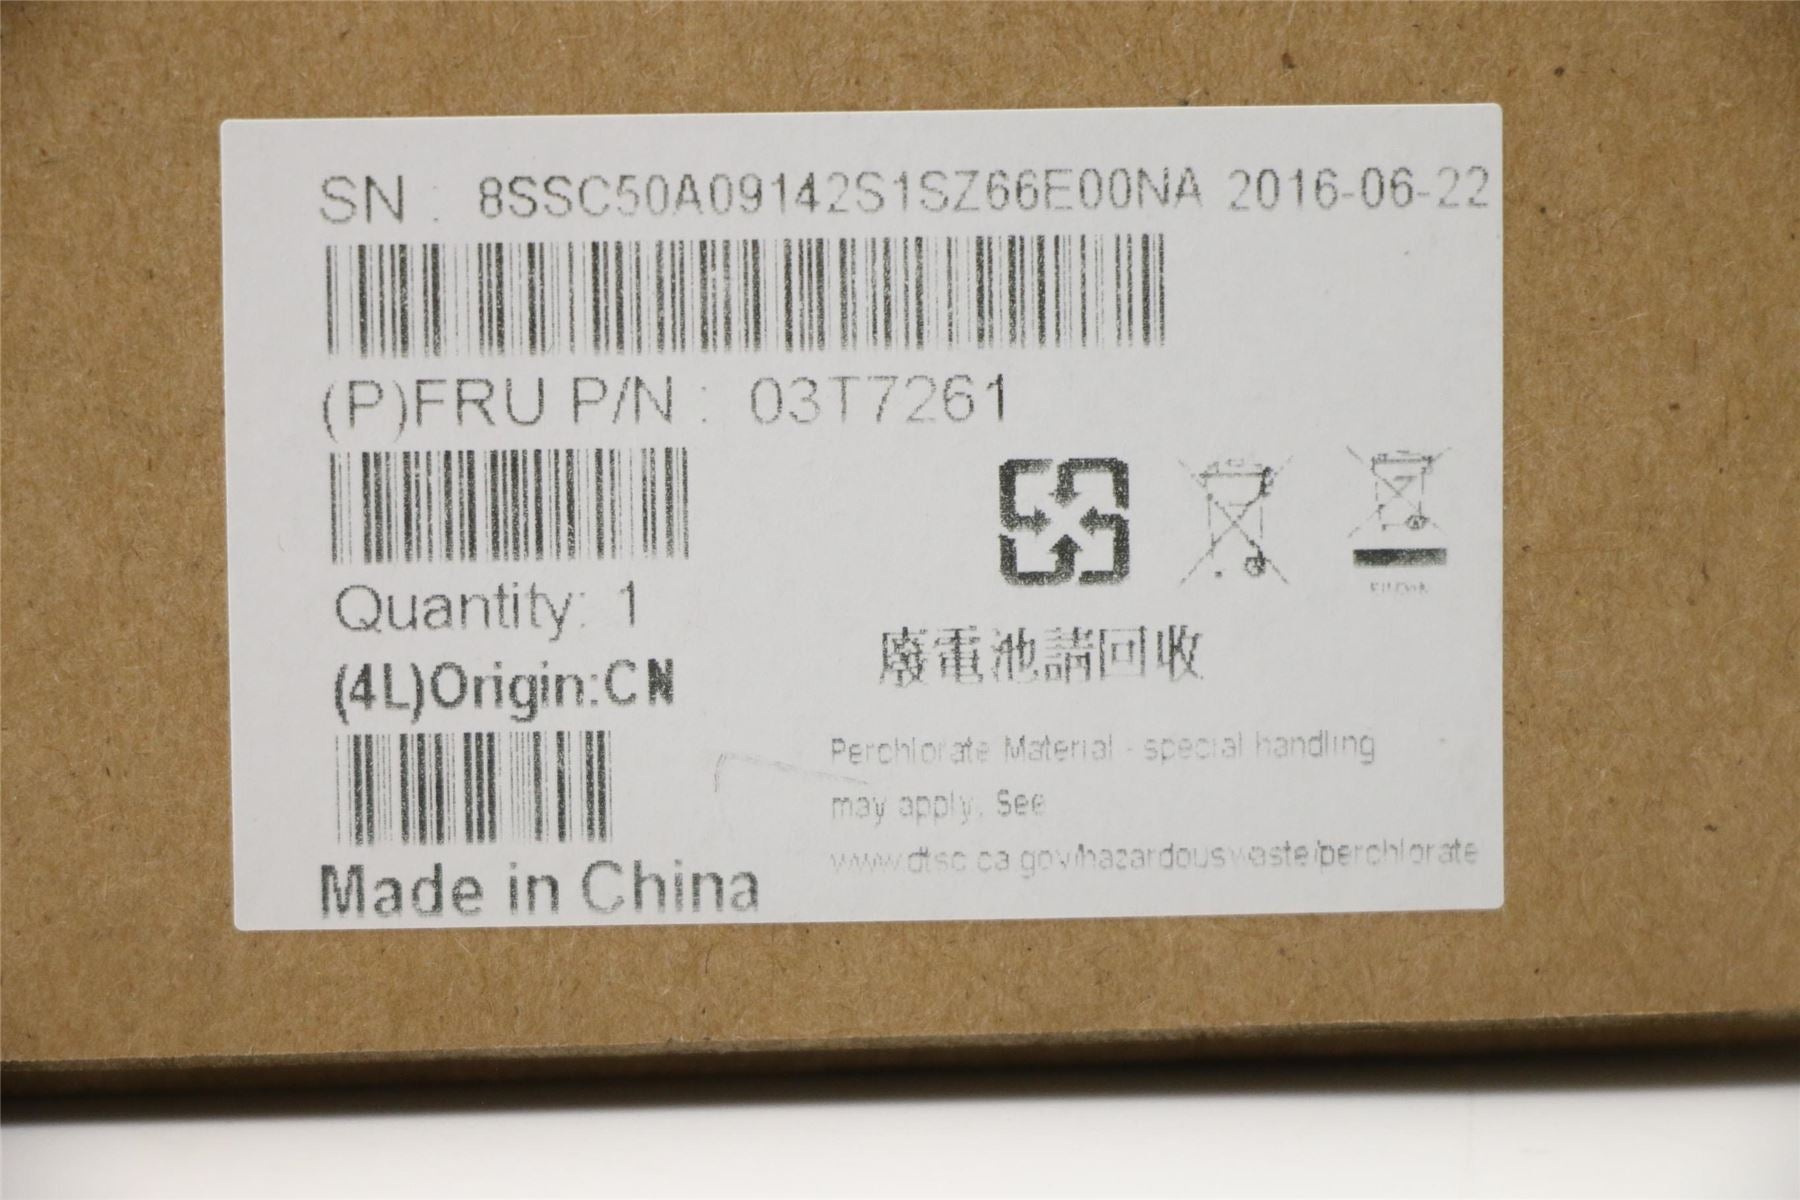 SN : 8SSC50A09142S1SZ66E00NA 2016-06-22
(P)FRU P/N : 03T7261
Quantity: 1
(4L)Origin:CN
Made in China
廢電池請回收
Perchlorate Material - special handling
may apply. See
www.dtsc.ca.gov/hazardouswaste/perchlorate